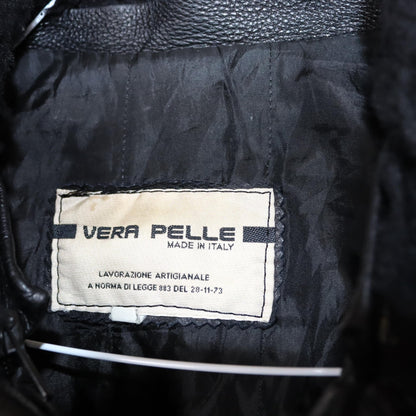 VERA PELLE
MADE IN ITALY
LAVORAZIONE ARTIGIANALE
A NORMA DI LEGGE 883 DEL 28-11-73